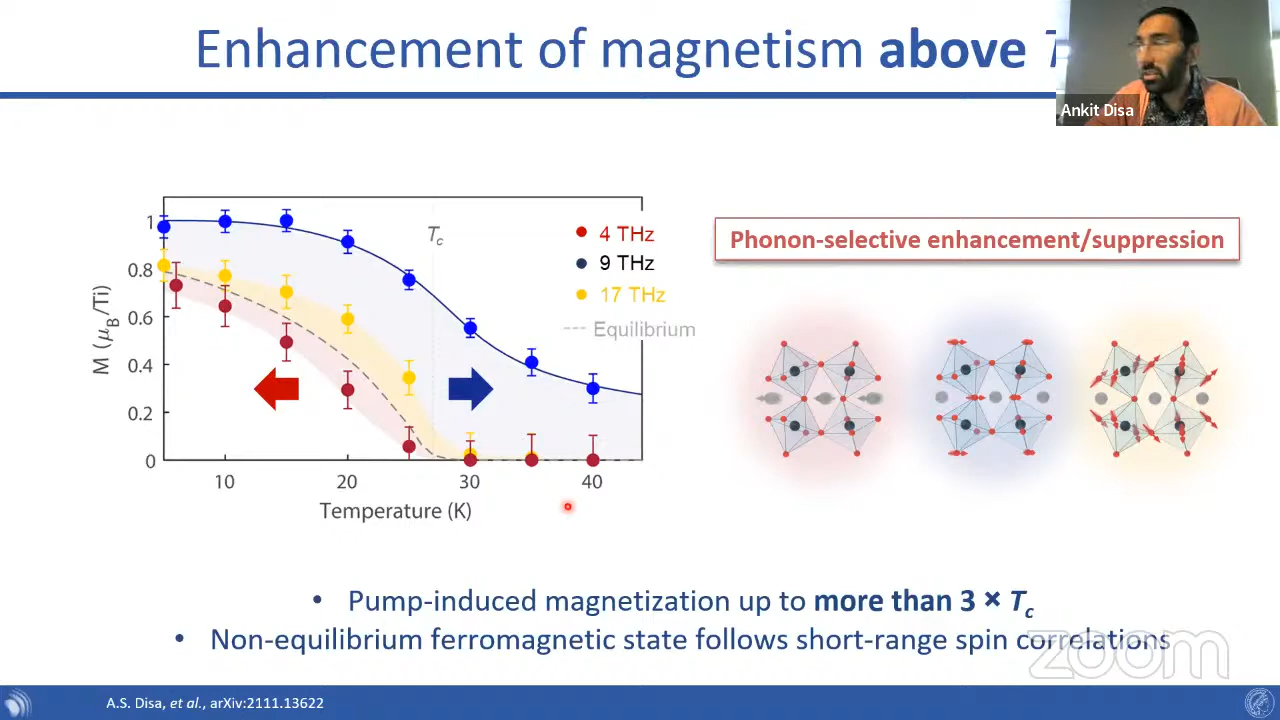 Enhancement of magnetism above T
Ankit Disa
M (μB/Ti)
1
0.8
0.6
0.4
0.2
0
Tc
4 THz
9 THz
17 THz
Equilibrium
10
20
30
40
Temperature (K)
Phonon-selective enhancement/suppression
• Pump-induced magnetization up to more than 3 × Tc
• Non-equilibrium ferromagnetic state follows short-range spin correlations
zoom
A.S. Disa, et al., arXiv:2111.13622